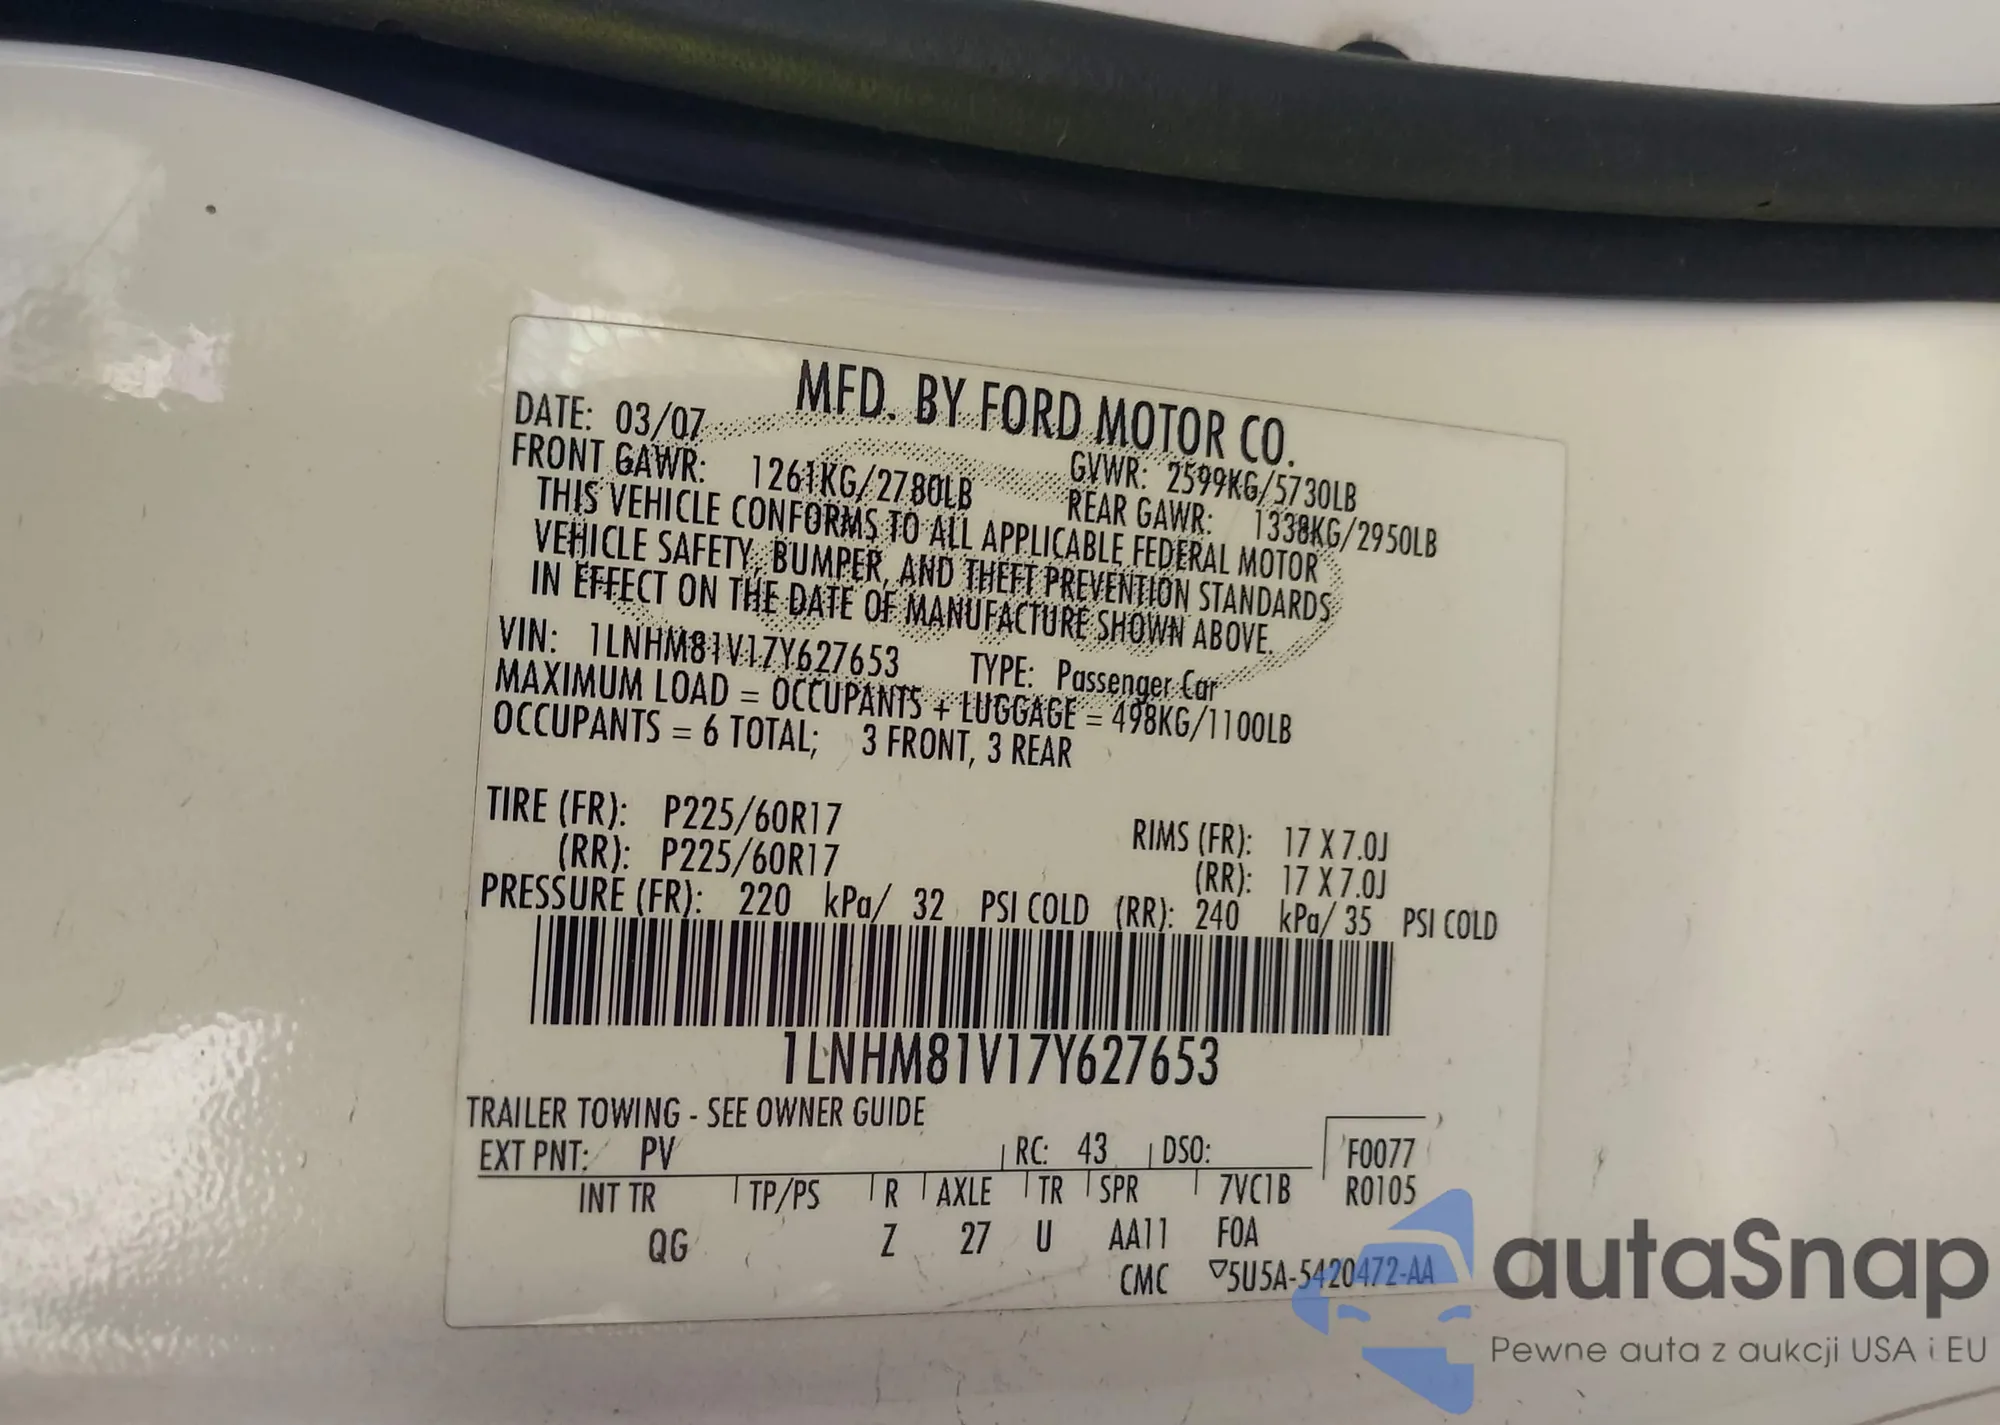 MFD. BY FORD MOTOR CO.
DATE: 03/07 GVWR: 2599KG/5730LB
FRONT GAWR: 1261KG/2780LB REAR GAWR: 1338KG/2950LB
THIS VEHICLE CONFORMS TO ALL APPLICABLE FEDERAL MOTOR
VEHICLE SAFETY, BUMPER, AND THEFT PREVENTION STANDARDS
IN EFFECT ON THE DATE OF MANUFACTURE SHOWN ABOVE.
VIN: 1LNHM81V17Y627653 TYPE: Passenger Car
MAXIMUM LOAD = OCCUPANTS + LUGGAGE = 498KG/1100LB
OCCUPANTS = 6 TOTAL; 3 FRONT, 3 REAR
TIRE (FR): P225/60R17 RIMS (FR): 17 X 7.0J
(RR): P225/60R17 (RR): 17 X 7.0J
PRESSURE (FR): 220 kPa/ 32 PSI COLD (RR): 240 kPa/ 35 PSI COLD
1LNHM81V17Y627653
TRAILER TOWING - SEE OWNER GUIDE
EXT PNT: PV RC: 43 DSO: F0077
INT TR TP/PS R AXLE TR SPR 7VC1B R0105
QG Z 27 U AA11 FOA
CMC ▽5U5A-5420472-AA
autaSnap
Pewne auta z aukcji USA i EU